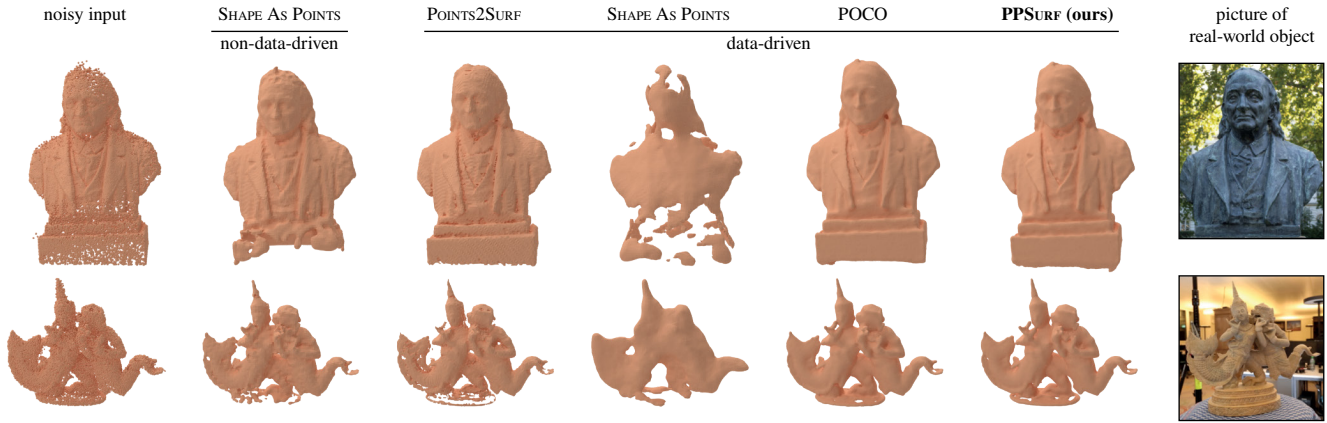 noisy input
SHAPE AS POINTS
POINTS2SURF
SHAPE AS POINTS
POCO
PPSURF (ours)
picture of
real-world object
non-data-driven
data-driven